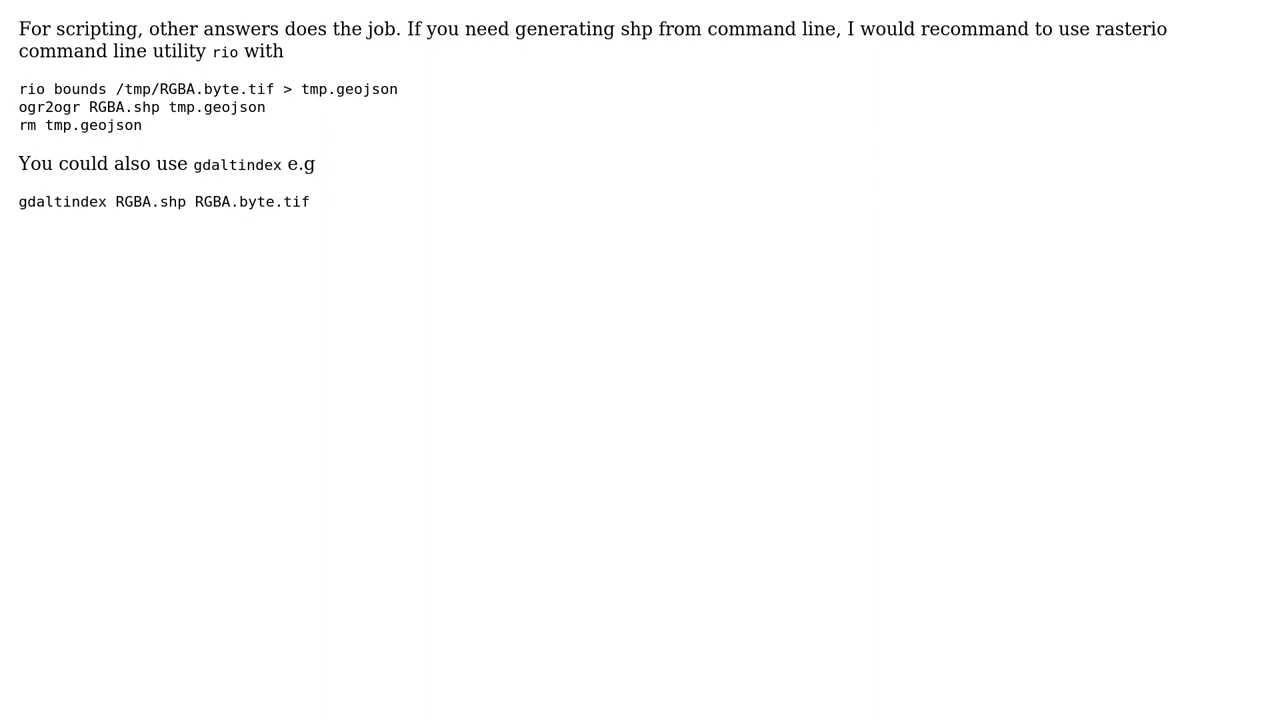 For scripting, other answers does the job. If you need generating shp from command line, I would recommand to use rasterio
command line utility rio with
rio bounds /tmp/RGBA.byte.tif > tmp.geojson
ogr2ogr RGBA.shp tmp.geojson
rm tmp.geojson
You could also use gdaltindex e.g
gdaltindex RGBA.shp RGBA.byte.tif